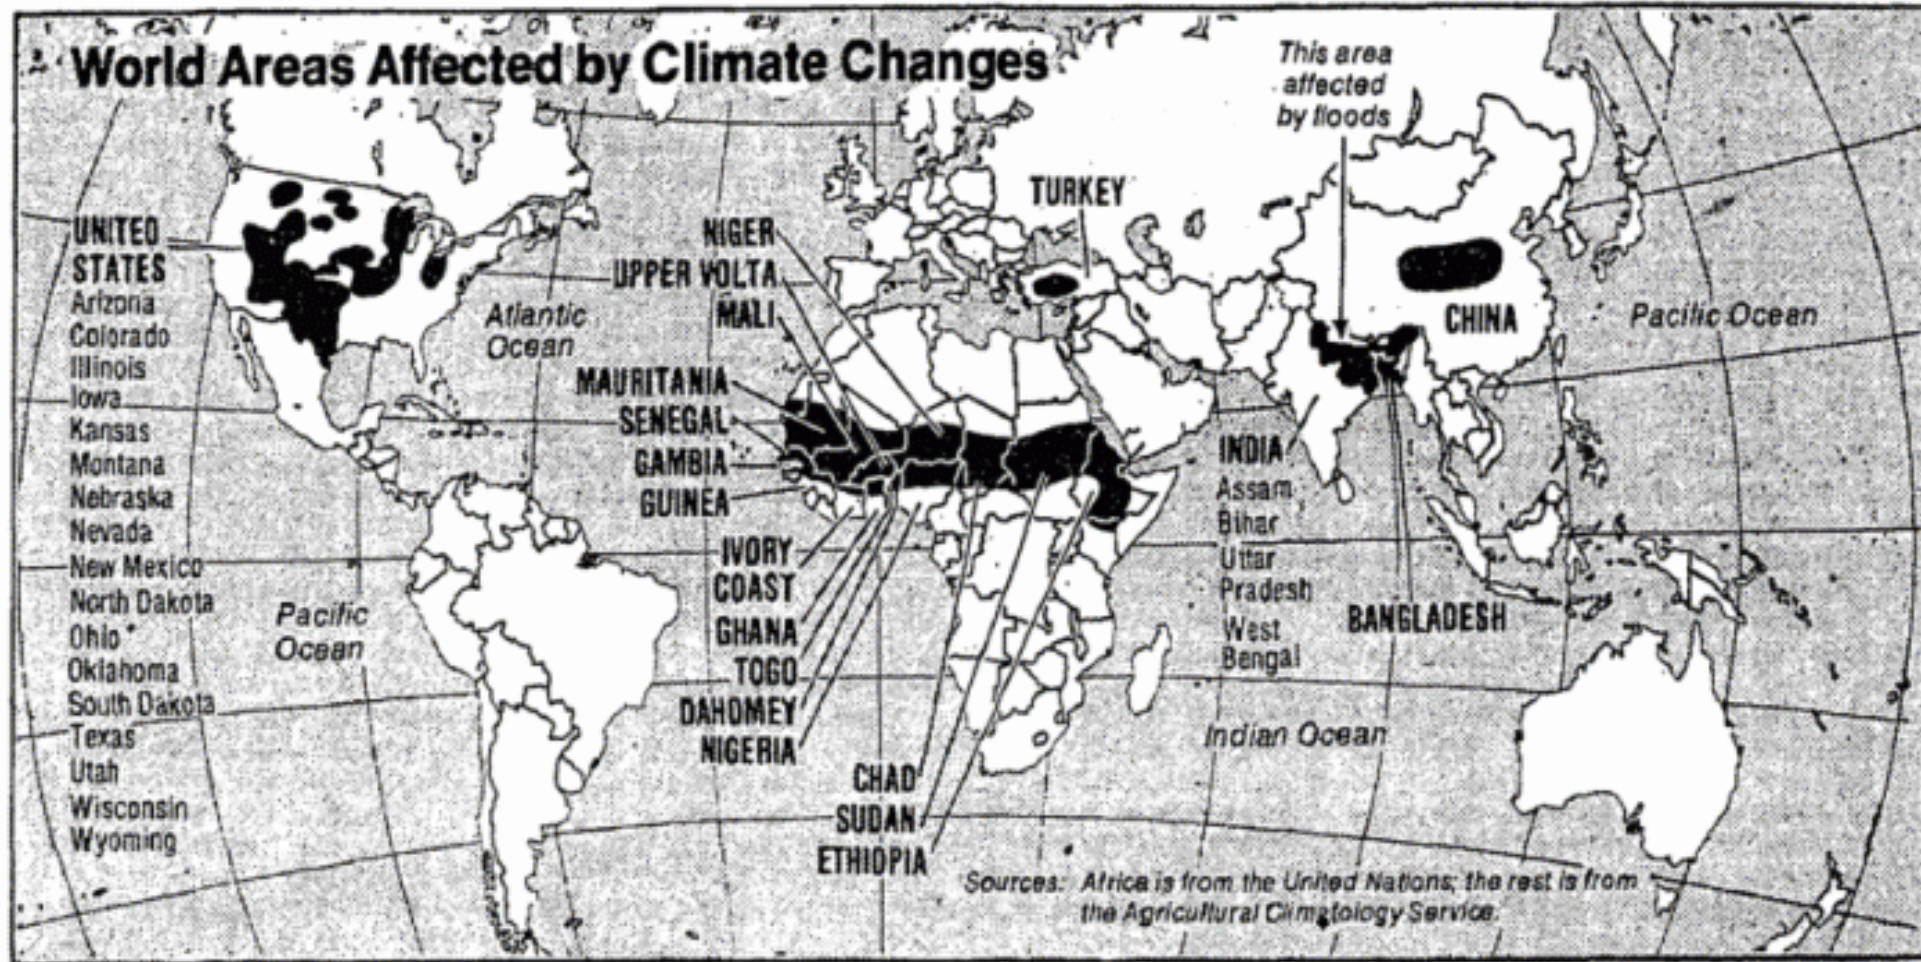 World Areas Affected by Climate Changes
This area
affected
by floods
TURKEY
UNITED
STATES
Arizona
Colorado
Illinois
Iowa
Kansas
Montana
Nebraska
Nevada
New Mexico
North Dakota
Ohio
Oklahoma
South Dakota
Texas
Utah
Wisconsin
Wyoming
Atlantic
Ocean
Pacific
Ocean
NIGER
UPPER VOLTA
MALI
MAURITANIA
SENEGAL
GAMBIA
GUINEA
IVORY
COAST
GHANA
TOGO
DAHOMEY
NIGERIA
CHAD
SUDAN
ETHIOPIA
CHINA
Pacific Ocean
INDIA
Assam
Bihar
Uttar
Pradesh
West
Bengal
BANGLADESH
Indian Ocean
Sources: Africa is from the United Nations; the rest is from
the Agricultural Climatology Service.